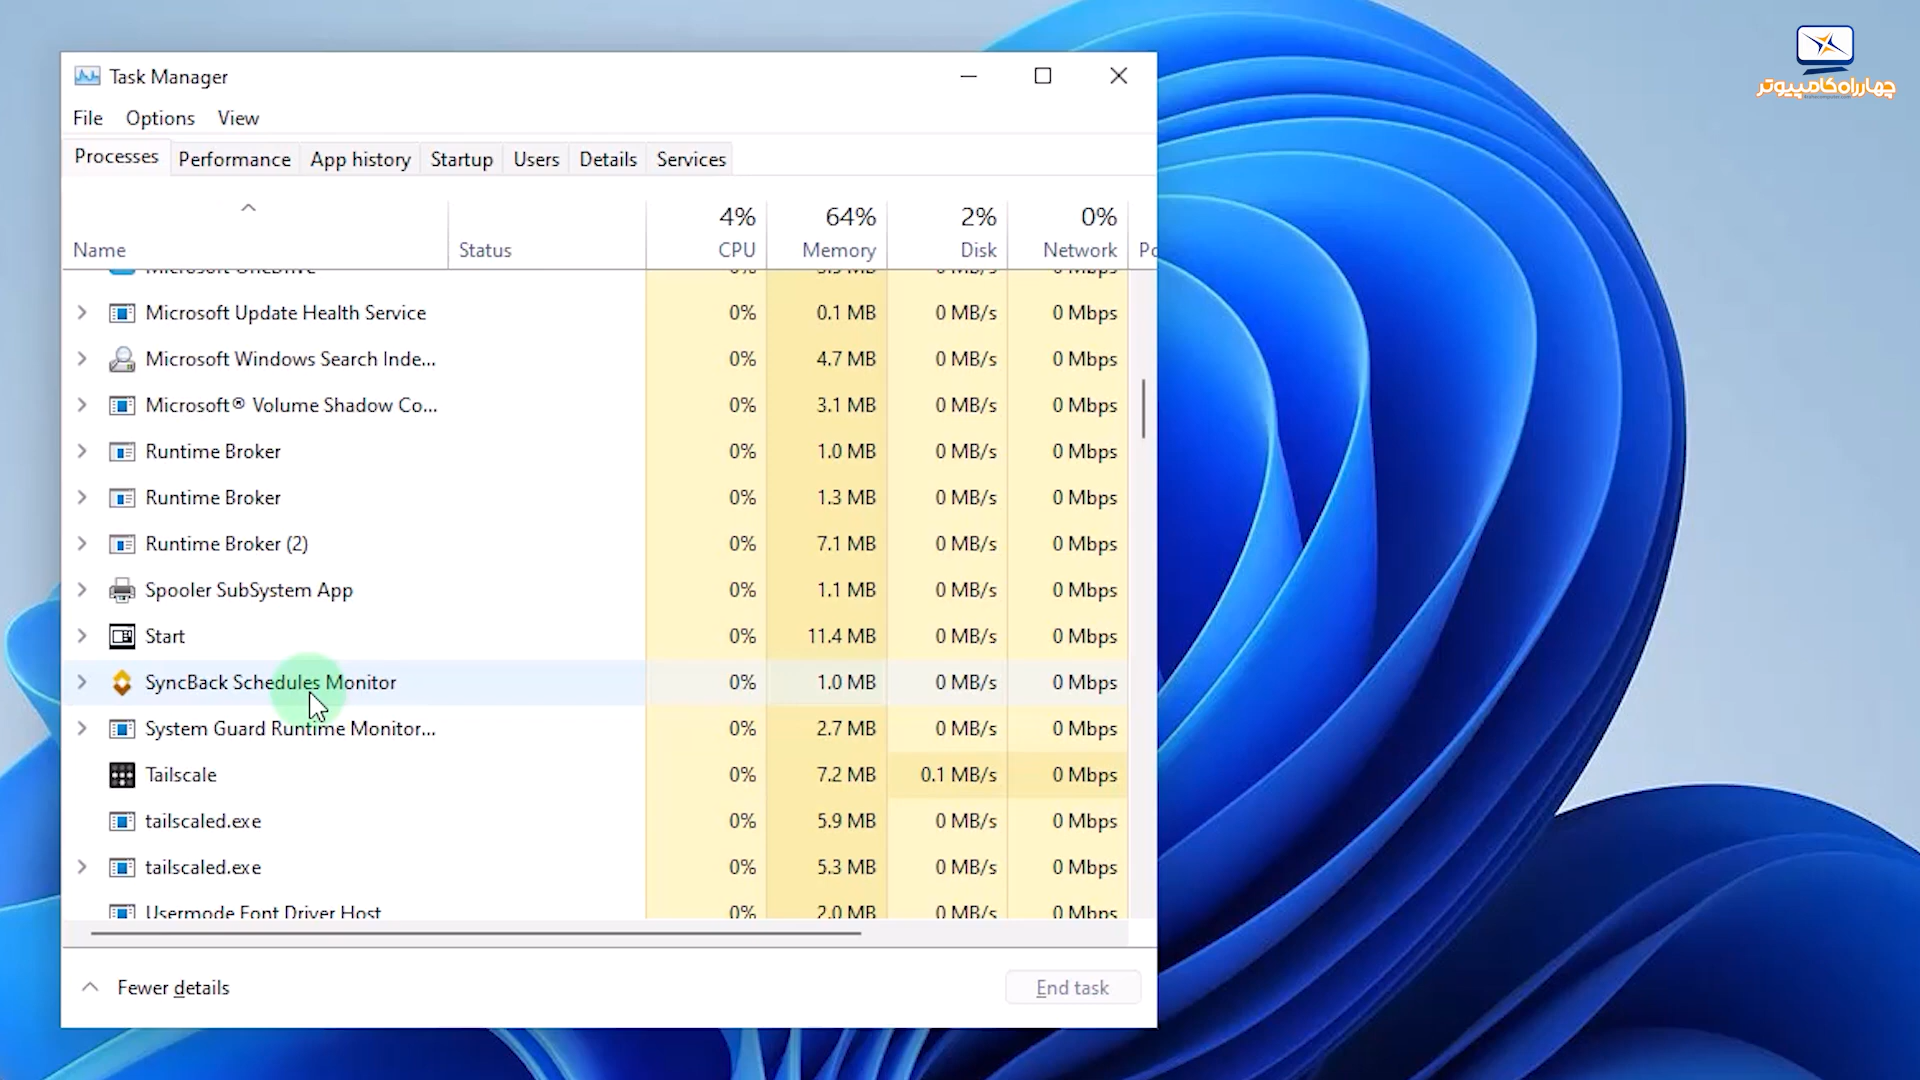 چهارراه کامپیوتر
Task Manager
File Options View
Processes Performance App history Startup Users Details Services
4% 64% 2% 0%
Name Status CPU Memory Disk Network
Microsoft OneDrive 0% 0 MB/s 0 Mbps
Microsoft Update Health Service 0% 0.1 MB 0 MB/s 0 Mbps
Microsoft Windows Search Inde... 0% 4.7 MB 0 MB/s 0 Mbps
Microsoft® Volume Shadow Co... 0% 3.1 MB 0 MB/s 0 Mbps
Runtime Broker 0% 1.0 MB 0 MB/s 0 Mbps
Runtime Broker 0% 1.3 MB 0 MB/s 0 Mbps
Runtime Broker (2) 0% 7.1 MB 0 MB/s 0 Mbps
Spooler SubSystem App 0% 1.1 MB 0 MB/s 0 Mbps
Start 0% 11.4 MB 0 MB/s 0 Mbps
SyncBack Schedules Monitor 0% 1.0 MB 0 MB/s 0 Mbps
System Guard Runtime Monitor... 0% 2.7 MB 0 MB/s 0 Mbps
Tailscale 0% 7.2 MB 0.1 MB/s 0 Mbps
tailscaled.exe 0% 5.9 MB 0 MB/s 0 Mbps
tailscaled.exe 0% 5.3 MB 0 MB/s 0 Mbps
Usermode Font Driver Host 0% 2.0 MB 0 MB/s 0 Mbps
Fewer details End task